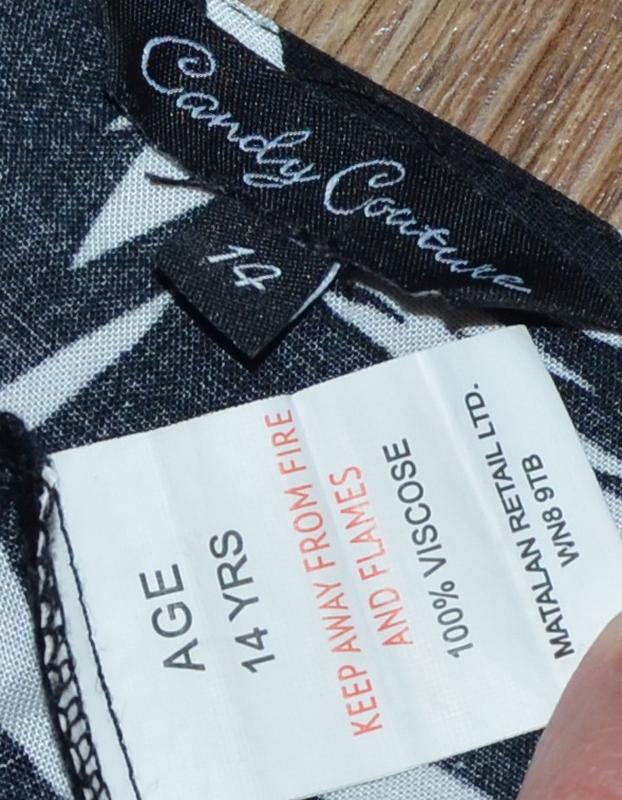 Candy Couture
14
AGE
14 YRS
KEEP AWAY FROM FIRE
AND FLAMES
100% VISCOSE
MATALAN RETAIL LTD.
WN8 9TB